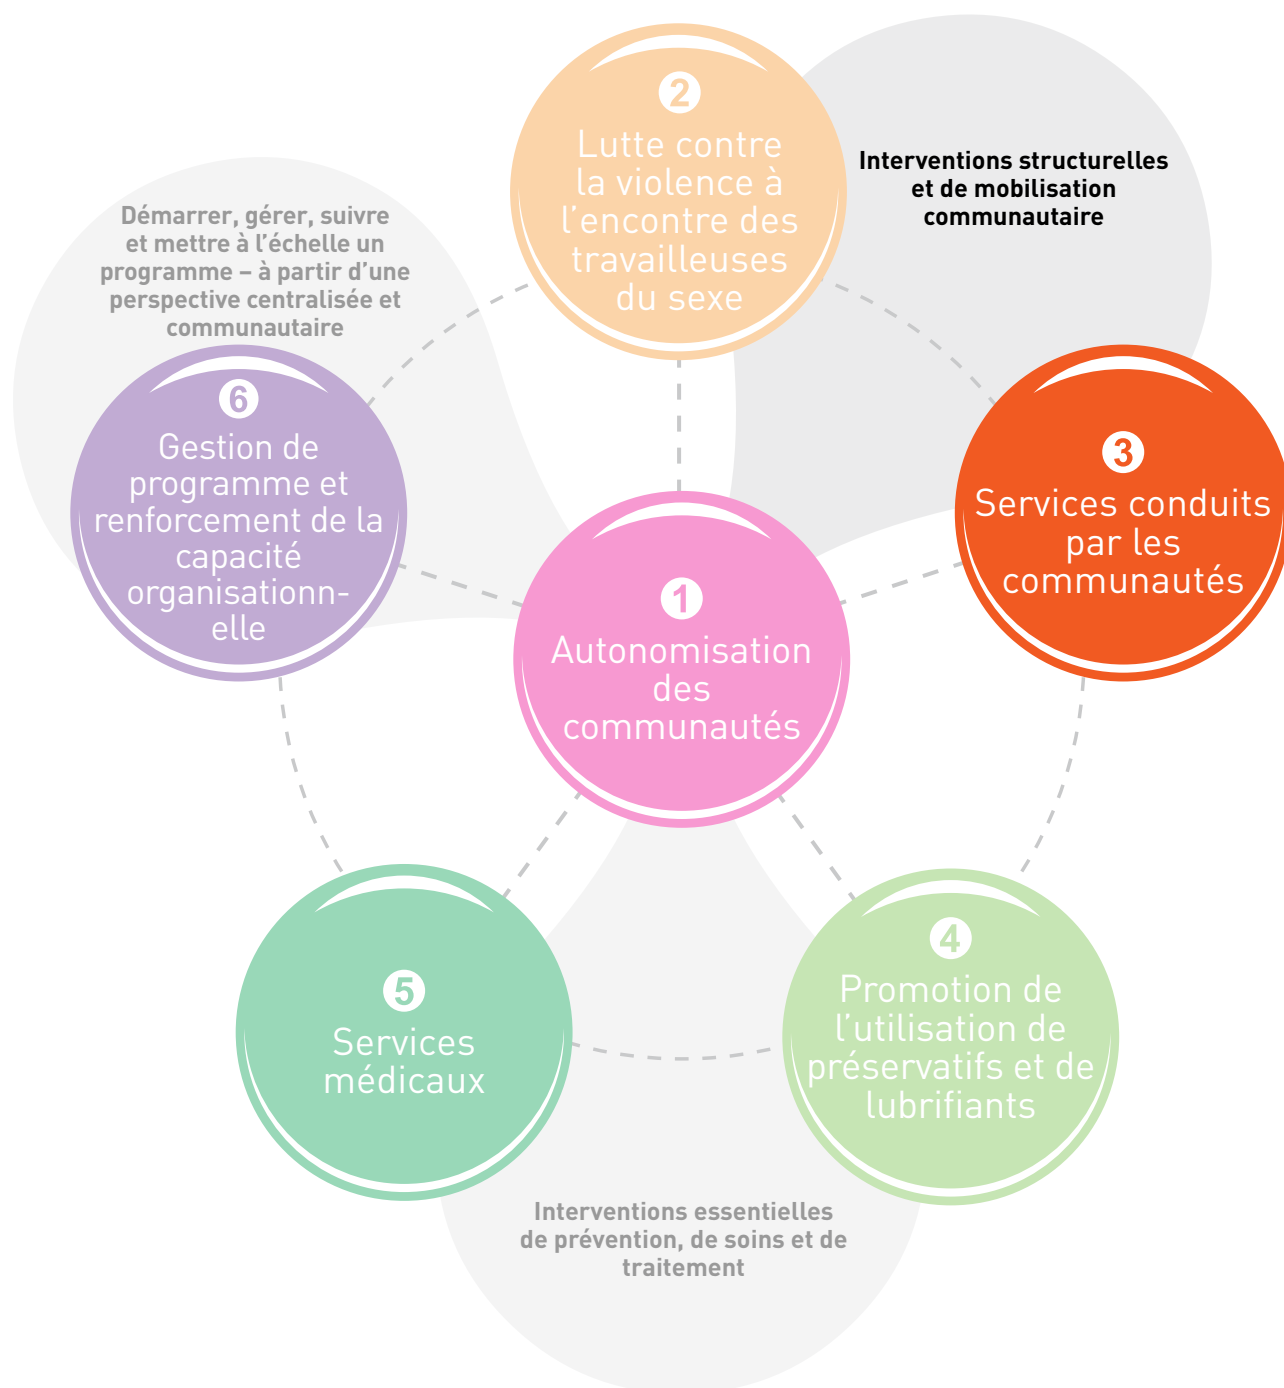 2
Lutte contre
la violence à
l’encontre des
travailleuses
du sexe
Interventions structurelles
et de mobilisation
communautaire
Démarrer, gérer, suivre
et mettre à l’échelle un
programme – à partir d’une
perspective centralisée et
communautaire
6
Gestion de
programme et
renforcement de la
capacité
organisationn-
elle
3
Services conduits
par les
communautés
1
Autonomisation
des
communautés
5
Services
médicaux
4
Promotion de
l’utilisation de
préservatifs et de
lubrifiants
Interventions essentielles
de prévention, de soins et de
traitement